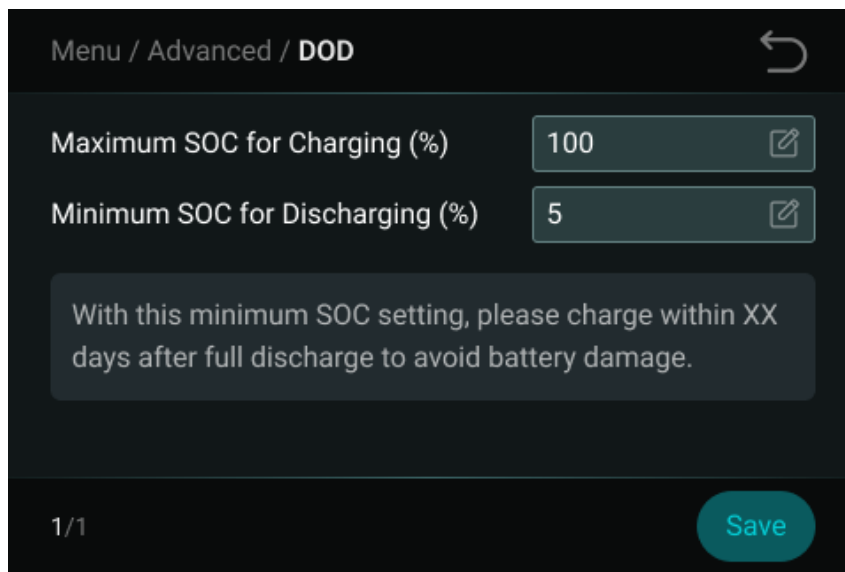 Menu / Advanced / DOD
Maximum SOC for Charging (%) 100
Minimum SOC for Discharging (%) 5
With this minimum SOC setting, please charge within XX
days after full discharge to avoid battery damage.
1/1
Save